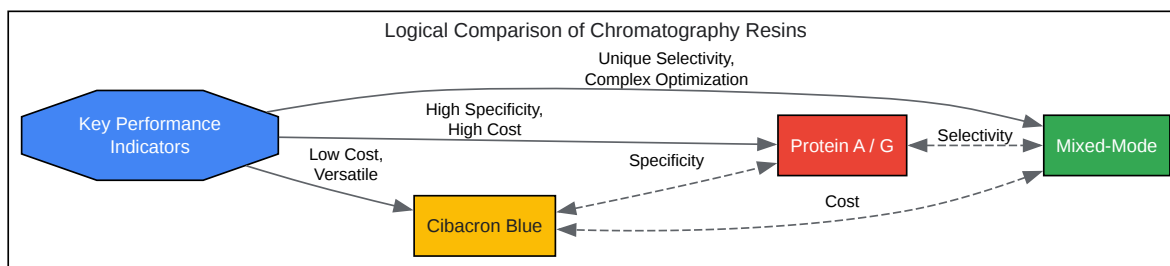 Logical Comparison of Chromatography Resins
Unique Selectivity,
Complex Optimization
High Specificity,
High Cost
Key Performance
Indicators
Low Cost,
Versatile
Specificity
Protein A / G
Selectivity
Mixed-Mode
Cibacron Blue
Cost